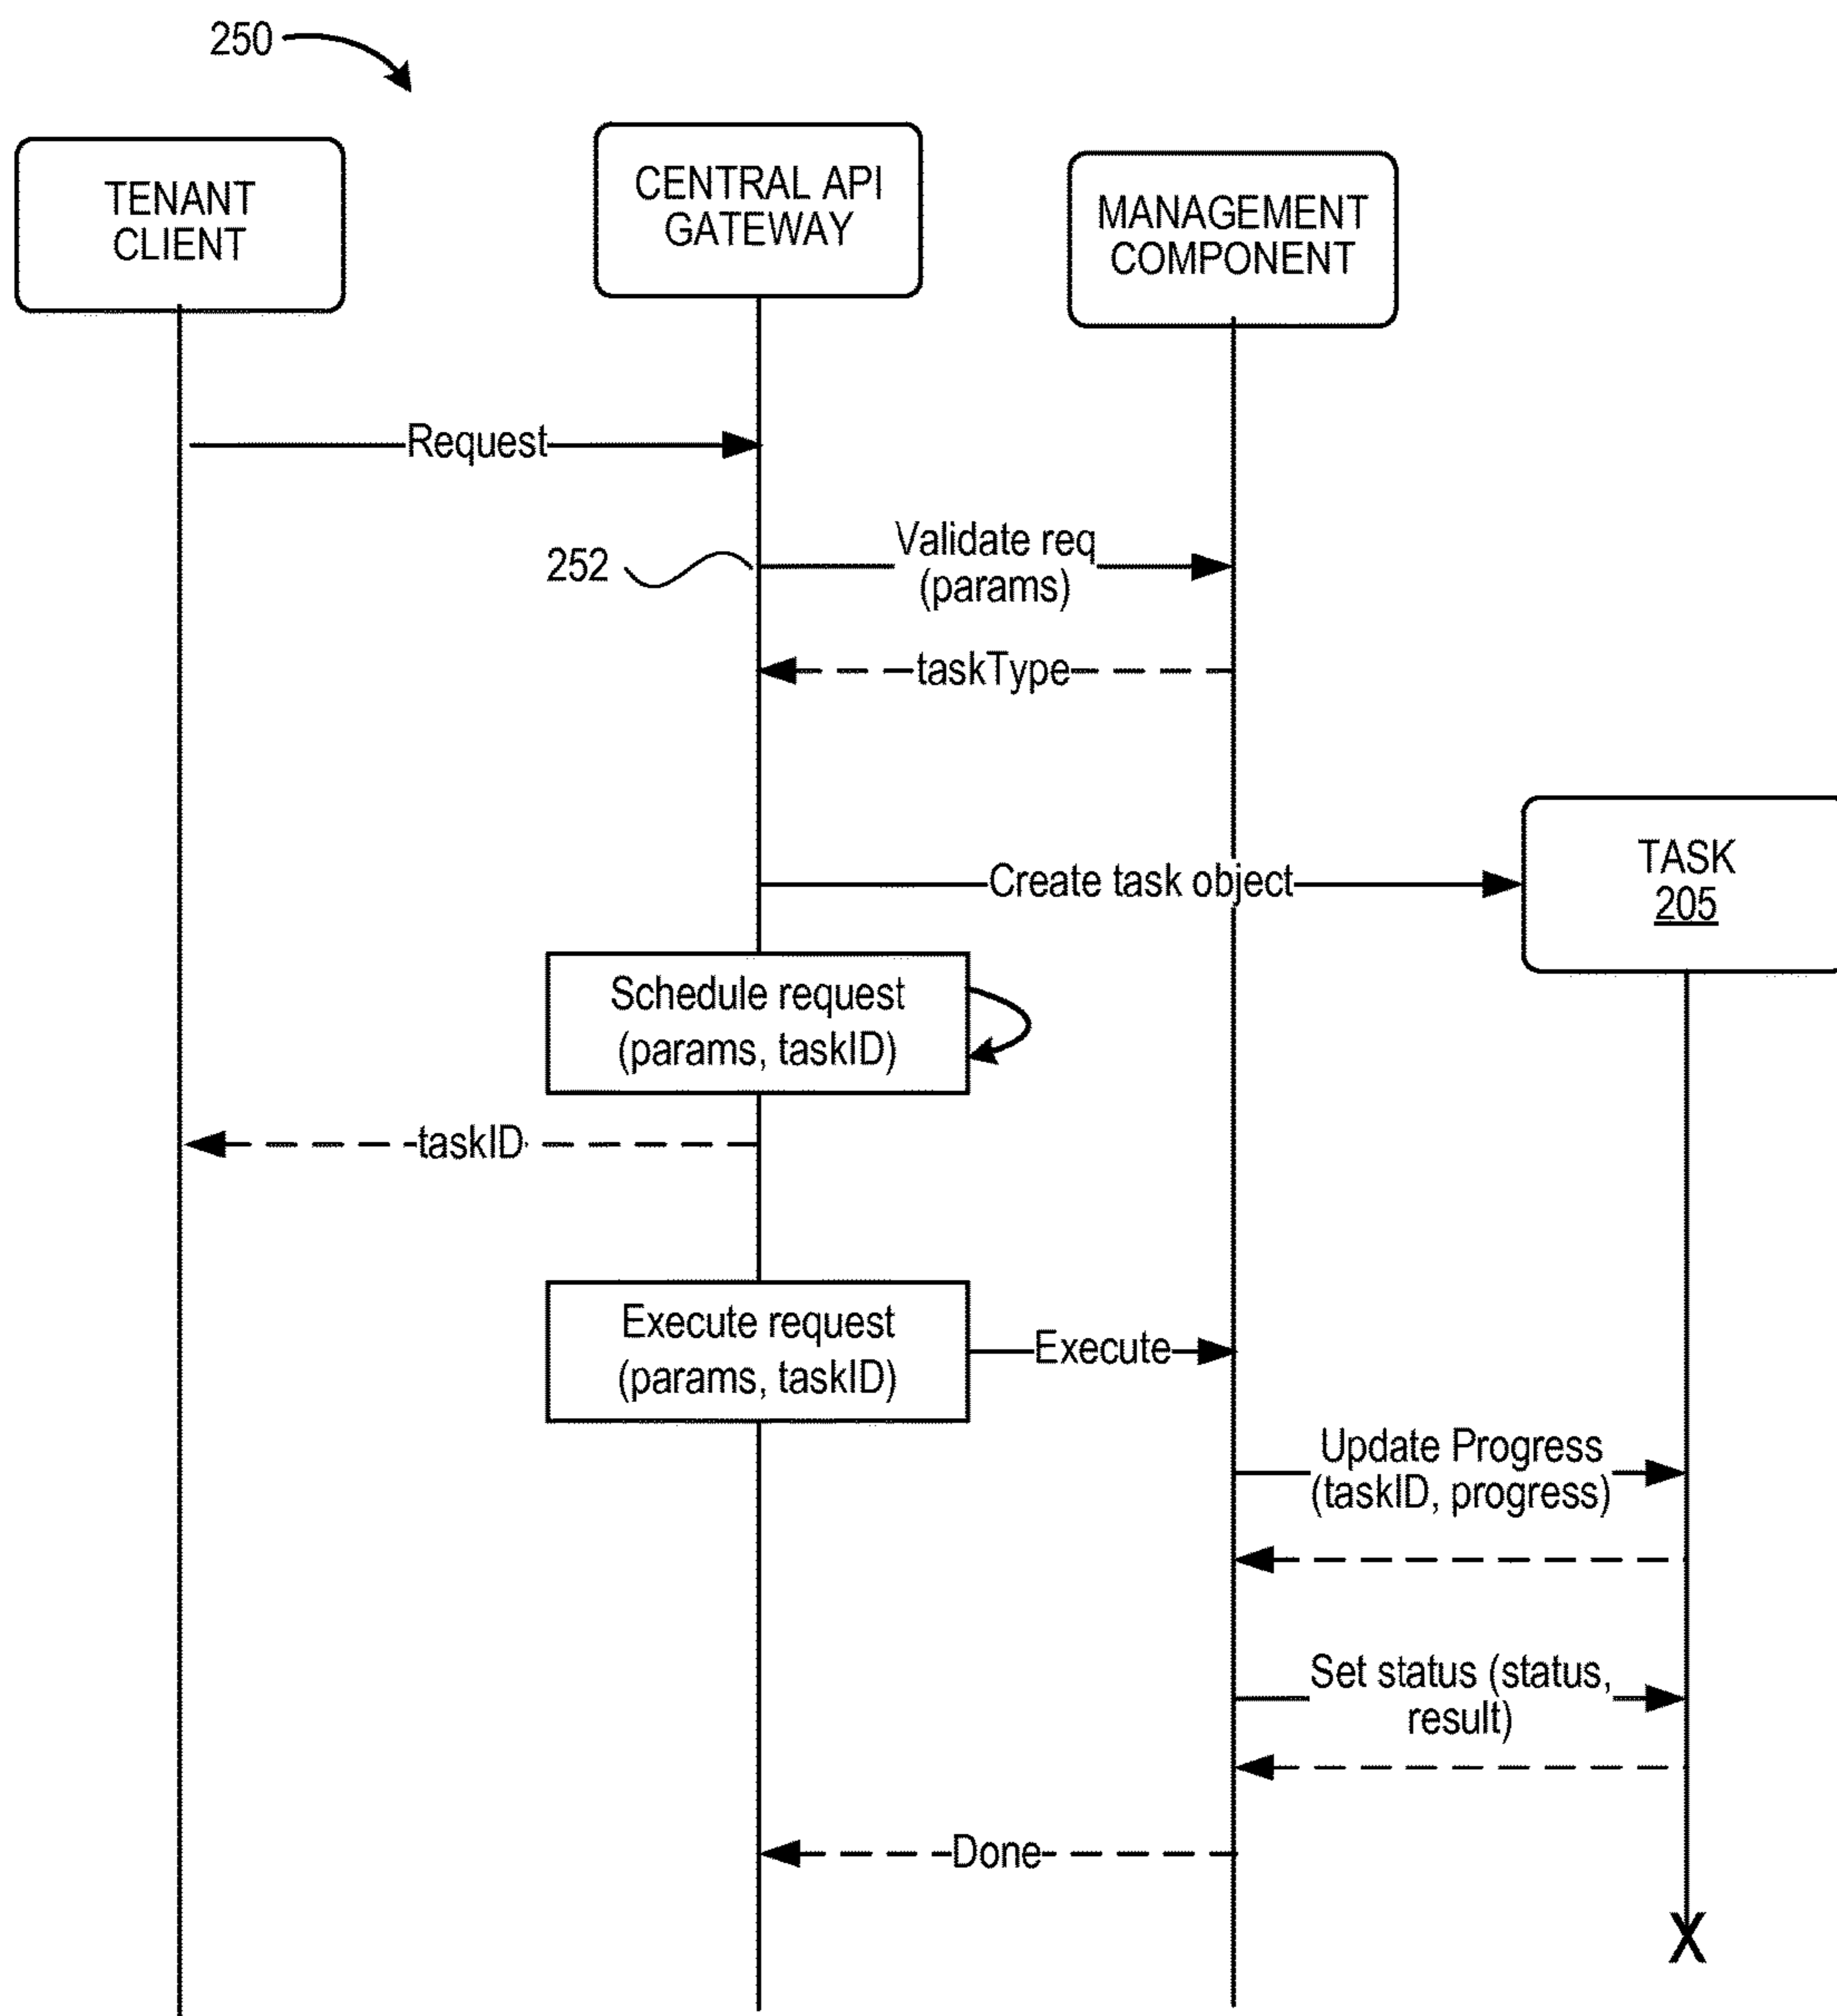 250
TENANT
CLIENT
CENTRAL API
GATEWAY
MANAGEMENT
COMPONENT
Request
252
Validate req
(params)
taskType
TASK
205
Create task object
Schedule request
(params, taskID)
taskID
Execute request
(params, taskID)
Execute
Update Progress
(taskID, progress)
Set status (status,
result)
Done
X